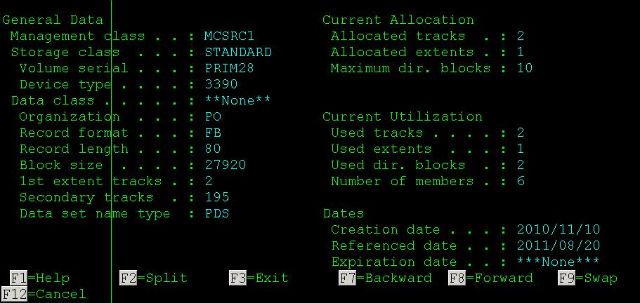 General Data Current Allocation
Management class . . : MCSRC1 Allocated tracks . : 2
Storage class . . . : STANDARD Allocated extents . : 1
Volume serial . . . : PRIM28 Maximum dir. blocks : 10
Device type . . . . : 3390
Data class . . . . . : **None**
Organization . . . : PO Current Utilization
Record format . . . : FB Used tracks . . . . : 2
Record length . . . : 80 Used extents . . . : 1
Block size . . . . : 27920 Used dir. blocks . : 2
1st extent tracks . : 2 Number of members . : 6
Secondary tracks . : 195
Data set name type : PDS Dates
Creation date . . . : 2010/11/10
Referenced date . . : 2011/08/20
Expiration date . . : ***None***
F1=Help F2=Split F3=Exit F7=Backward F8=Forward F9=Swap
F12=Cancel